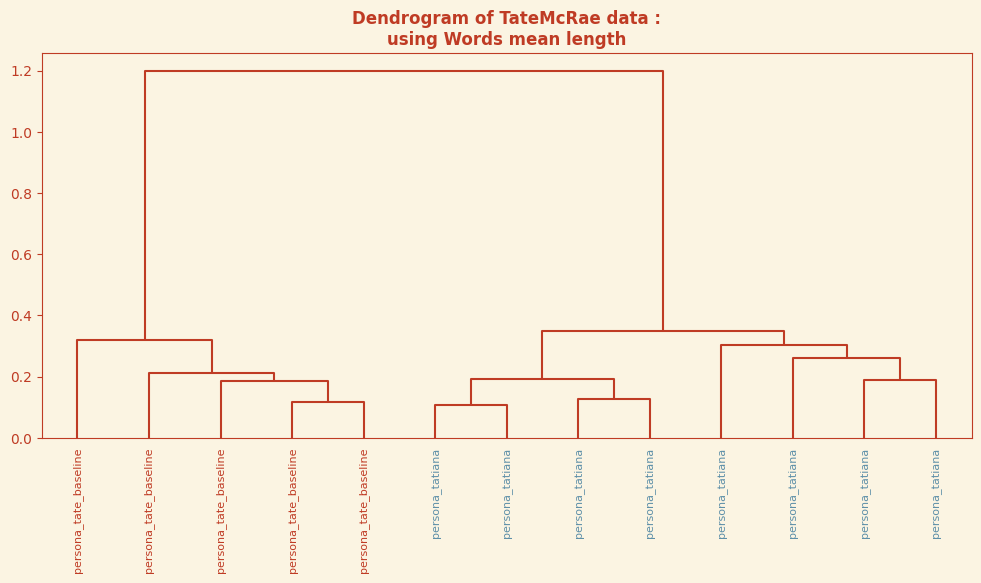 Dendrogram of TateMcRae data :
using Words mean length
1.2
1.0
0.8
0.6
0.4
0.2
0.0
persona_tate_baseline
persona_tate_baseline
persona_tate_baseline
persona_tate_baseline
persona_tate_baseline
persona_tatiana
persona_tatiana
persona_tatiana
persona_tatiana
persona_tatiana
persona_tatiana
persona_tatiana
persona_tatiana